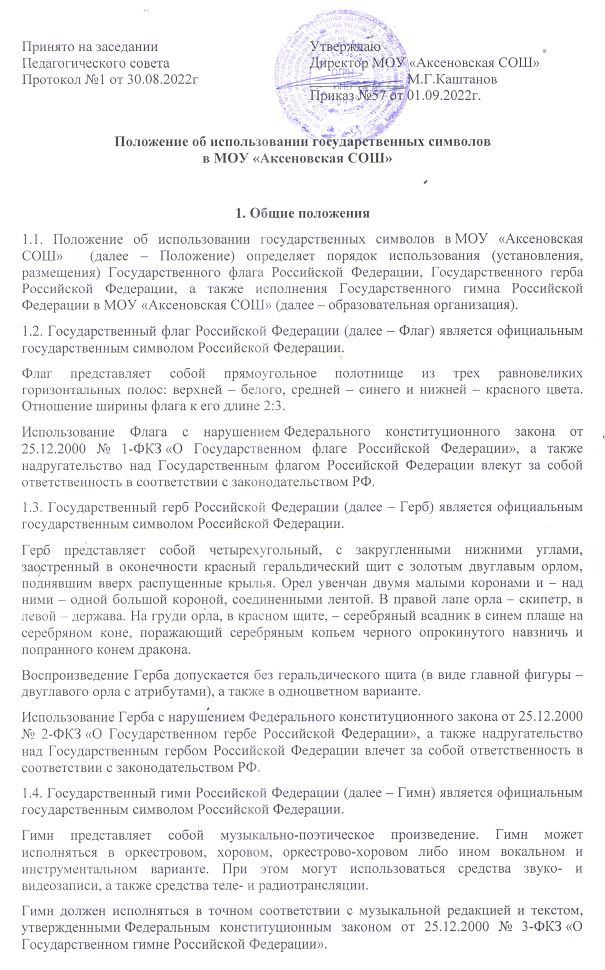 Принято на заседании
Педагогического совета
Протокол №1 от 30.08.2022г
Утверждаю
Директор МОУ «Аксеновская СОШ»
М.Г.Каштанов
Приказ №57 от 01.09.2022г.
ОГРН
ИНН
Положение об использовании государственных символов
в МОУ «Аксеновская СОШ»
1. Общие положения
1.1. Положение об использовании государственных символов в МОУ «Аксеновская
СОШ» (далее – Положение) определяет порядок использования (установления,
размещения) Государственного флага Российской Федерации, Государственного герба
Российской Федерации, а также исполнения Государственного гимна Российской
Федерации в МОУ «Аксеновская СОШ» (далее – образовательная организация).
1.2. Государственный флаг Российской Федерации (далее – Флаг) является официальным
государственным символом Российской Федерации.
Флаг представляет собой прямоугольное полотнище из трех равновеликих
горизонтальных полос: верхней – белого, средней – синего и нижней – красного цвета.
Отношение ширины флага к его длине 2:3.
Использование Флага с нарушением Федерального конституционного закона от
25.12.2000 № 1-ФКЗ «О Государственном флаге Российской Федерации», а также
надругательство над Государственным флагом Российской Федерации влекут за собой
ответственность в соответствии с законодательством РФ.
1.3. Государственный герб Российской Федерации (далее – Герб) является официальным
государственным символом Российской Федерации.
Герб представляет собой четырехугольный, с закругленными нижними углами,
заостренный в оконечности красный геральдический щит с золотым двуглавым орлом,
поднявшим вверх распущенные крылья. Орел увенчан двумя малыми коронами и – над
ними – одной большой короной, соединенными лентой. В правой лапе орла – скипетр, в
левой – держава. На груди орла, в красном щите, – серебряный всадник в синем плаще на
серебряном коне, поражающий серебряным копьем черного опрокинутого навзничь и
попранного конем дракона.
Воспроизведение Герба допускается без геральдического щита (в виде главной фигуры –
двуглавого орла с атрибутами), а также в одноцветном варианте.
Использование Герба с нарушением Федерального конституционного закона от 25.12.2000
№ 2-ФКЗ «О Государственном гербе Российской Федерации», а также надругательство
над Государственным гербом Российской Федерации влечет за собой ответственность в
соответствии с законодательством РФ.
1.4. Государственный гимн Российской Федерации (далее – Гимн) является официальным
государственным символом Российской Федерации.
Гимн представляет собой музыкально-поэтическое произведение. Гимн может
исполняться в оркестровом, хоровом, оркестрово-хоровом либо ином вокальном и
инструментальном варианте. При этом могут использоваться средства звуко- и
видеозаписи, а также средства теле- и радиотрансляции.
Гимн должен исполняться в точном соответствии с музыкальной редакцией и текстом,
утвержденными Федеральным конституционным законом от 25.12.2000 № 3-ФКЗ «О
Государственном гимне Российской Федерации».